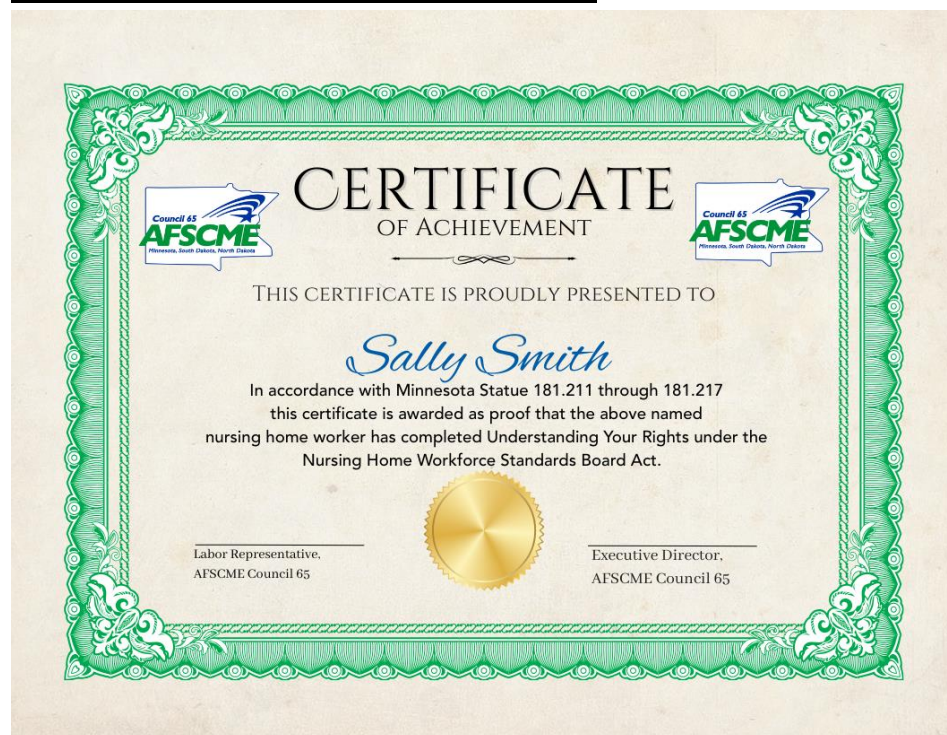 CERTIFICATE
OF ACHIEVEMENT
Council 65
AFSCME
Minnesota, South Dakota, North Dakota
Council 65
AFSCME
Minnesota, South Dakota, North Dakota
THIS CERTIFICATE IS PROUDLY PRESENTED TO
Sally Smith
In accordance with Minnesota Statue 181.211 through 181.217
this certificate is awarded as proof that the above named
nursing home worker has completed Understanding Your Rights under the
Nursing Home Workforce Standards Board Act.
Labor Representative,
AFSCME Council 65
Executive Director,
AFSCME Council 65